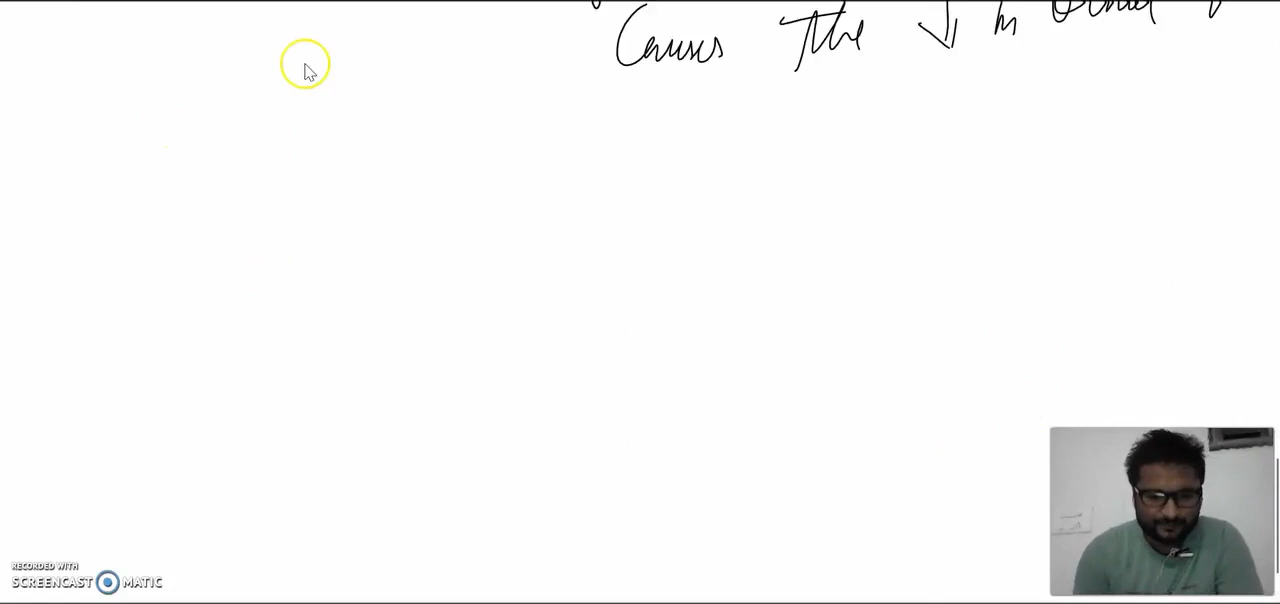 Causes The ↓ in
RECORDED WITH
SCREENCAST MATIC